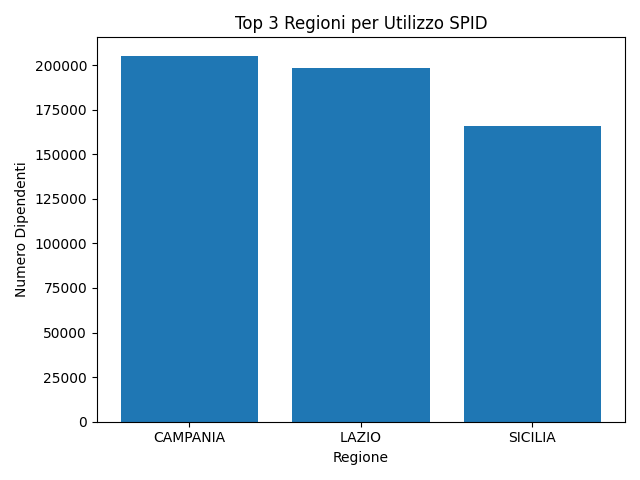 Top 3 Regioni per Utilizzo SPID
Numero Dipendenti
200000
175000
150000
125000
100000
75000
50000
25000
0
CAMPANIA
LAZIO
SICILIA
Regione